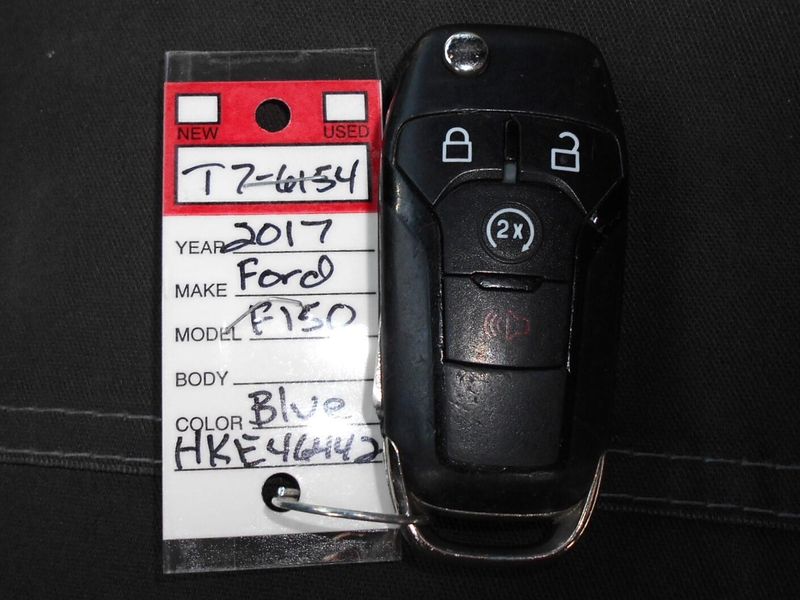 NEW USED
T7-6154
YEAR 2017
MAKE Ford
MODEL F150
BODY
COLOR Blue
HKE46442
2X